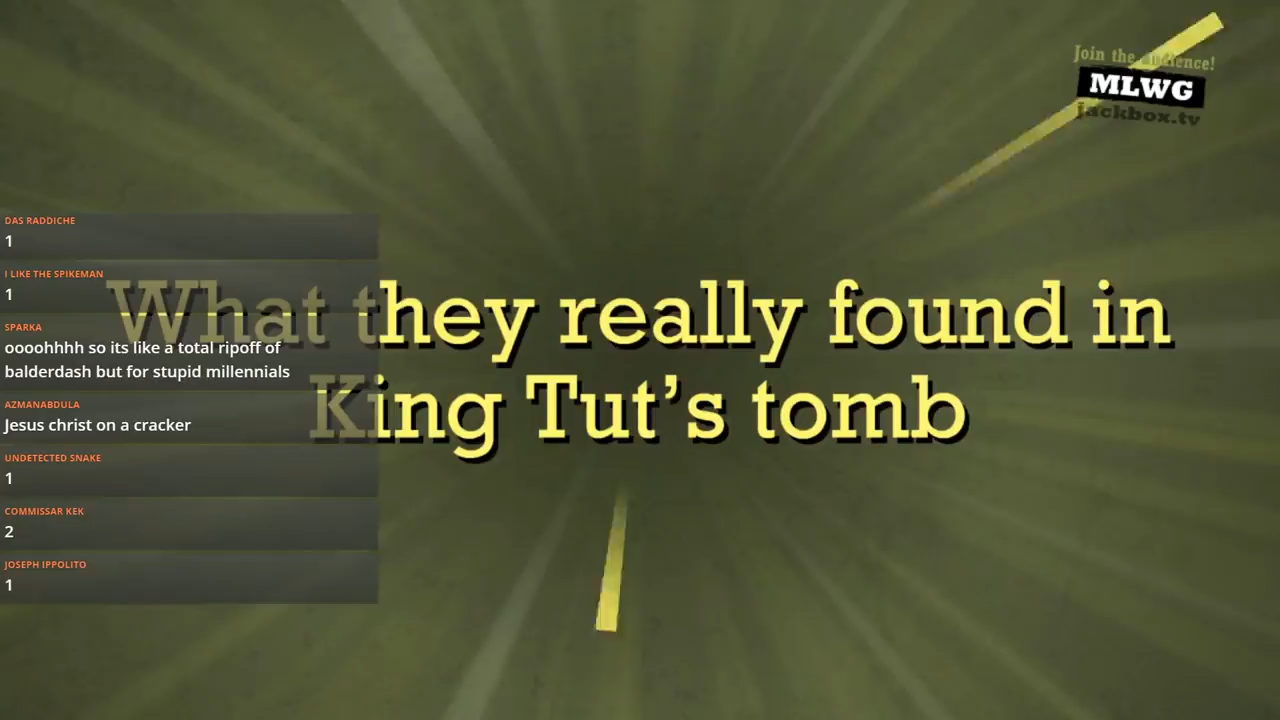 Join the audience!
MLWG
jackbox.tv
DAS RADDICHE
1
I LIKE THE SPIKEMAN
1
SPARKA
oooohhhh so its like a total ripoff of
balderdash but for stupid millennials
AZMANABDULA
Jesus christ on a cracker
UNDETECTED SNAKE
1
COMMISSAR KEK
2
JOSEPH IPPOLITO
1
What they really found in
King Tut's tomb